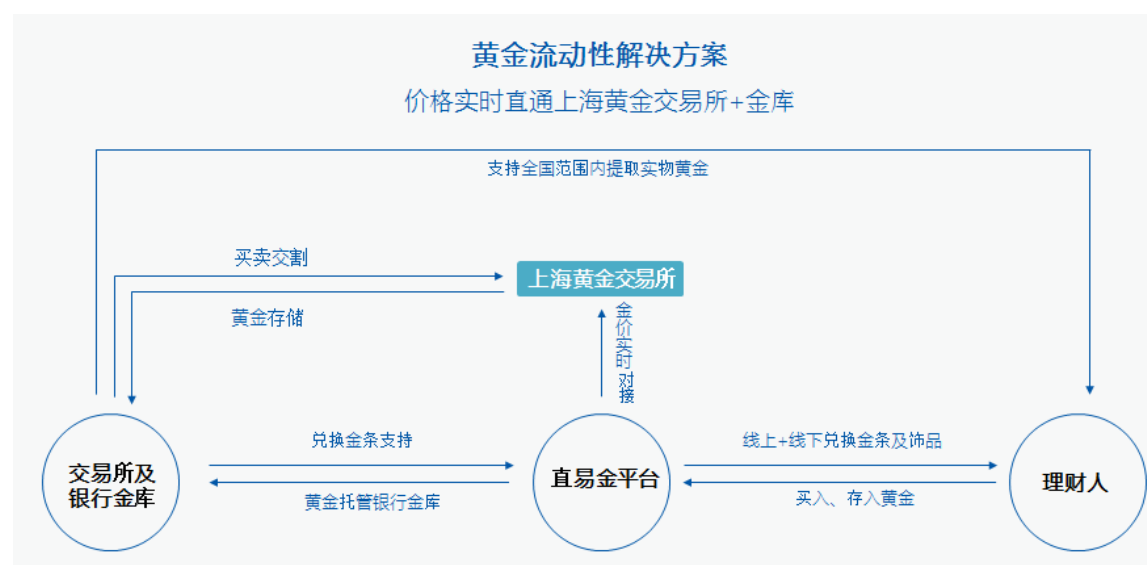 黄金流动性解决方案
价格实时直通上海黄金交易所+金库
支持全国范围内提取实物黄金
买卖交割
上海黄金交易所
黄金存储
金价实时对接
兑换金条支持
线上+线下兑换金条及饰品
交易所及
银行金库
直易金平台
理财人
黄金托管银行金库
买入、存入黄金